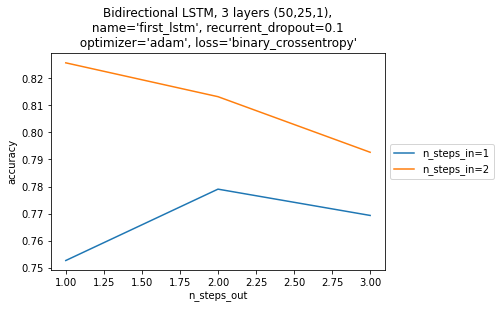 Bidirectional LSTM, 3 layers (50,25,1),
name='first_lstm', recurrent_dropout=0.1
optimizer='adam', loss='binary_crossentropy'
0.82
0.81
0.80
0.79
0.78
0.77
0.76
0.75
accuracy
1.00 1.25 1.50 1.75 2.00 2.25 2.50 2.75 3.00
n_steps_out
n_steps_in=1
n_steps_in=2